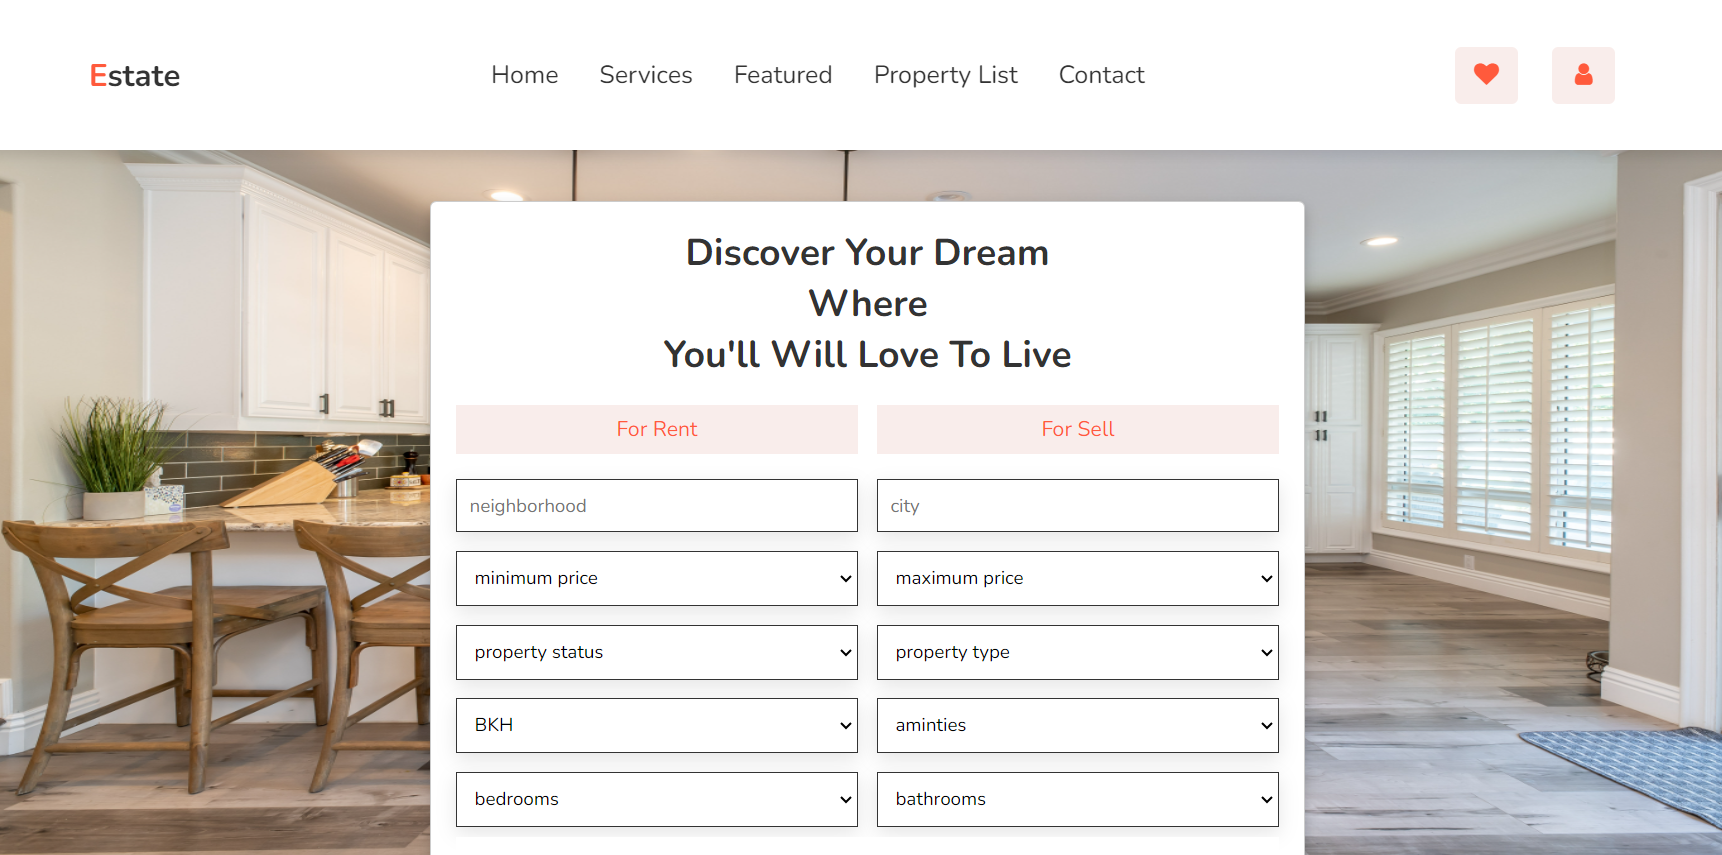 Estate
Home Services Featured Property List Contact
Discover Your Dream
Where
You'll Will Love To Live
For Rent For Sell
neighborhood city
minimum price maximum price
property status property type
BKH aminties
bedrooms bathrooms